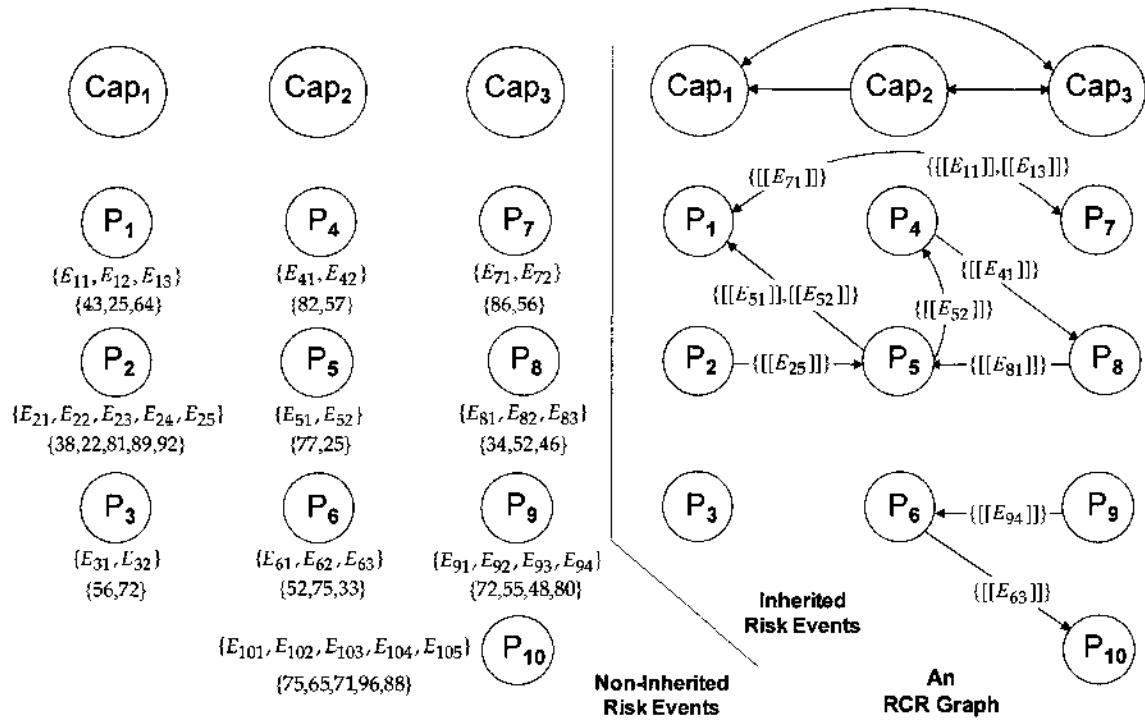 Cap1 Cap2 Cap3 Cap1 Cap2 Cap3
{[[E71]]} {[[E11]],[[E13]]}
P1 P4 P7 P1 P4 P7
{E11, E12, E13} {E41, E42} {E71, E72}
{43,25,64} {82,57} {86,56}
{[[E41]]}
{[[E51]],[[E52]]} {[[E52]]}
P2 P5 P8 P2 {[[E25]]} P5 {[[E81]]} P8
{E21, E22, E23, E24, E25} {E51, E52} {E81, E82, E83}
{38,22,81,89,92} {77,25} {34,52,46}
P3 P6 P9 P3 P6 {[[E94]]} P9
{E31, E32} {E61, E62, E63} {E91, E92, E93, E94}
{56,72} {52,75,33} {72,55,48,80}
{[[E63]]}
Inherited
Risk Events
{E101, E102, E103, E104, E105} P10 P10
{75,65,71,96,88}
Non-Inherited
Risk Events
An
RCR Graph